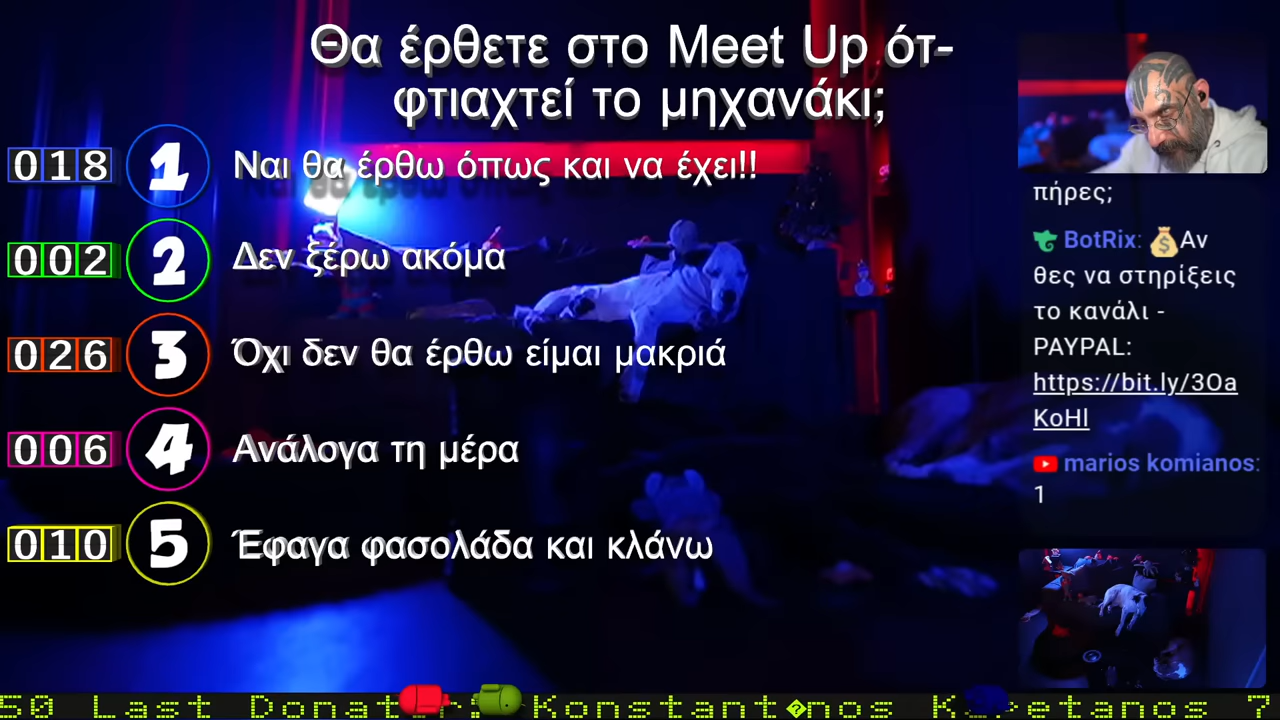 Θα έρθετε στο Meet Up ότ-
φτιαχτεί το μηχανάκι;
018 1 Ναι θα έρθω όπως και να έχει!!
002 2 Δεν ξέρω ακόμα
026 3 Όχι δεν θα έρθω είμαι μακριά
006 4 Ανάλογα τη μέρα
010 5 Έφαγα φασολάδα και κλάνω
πήρες;
BotRix: Αν
θες να στηρίξεις
το κανάλι -
PAYPAL:
https://bit.ly/3Oa
KoHl
marios komianos:
1
50 Last Konstant�nos 7